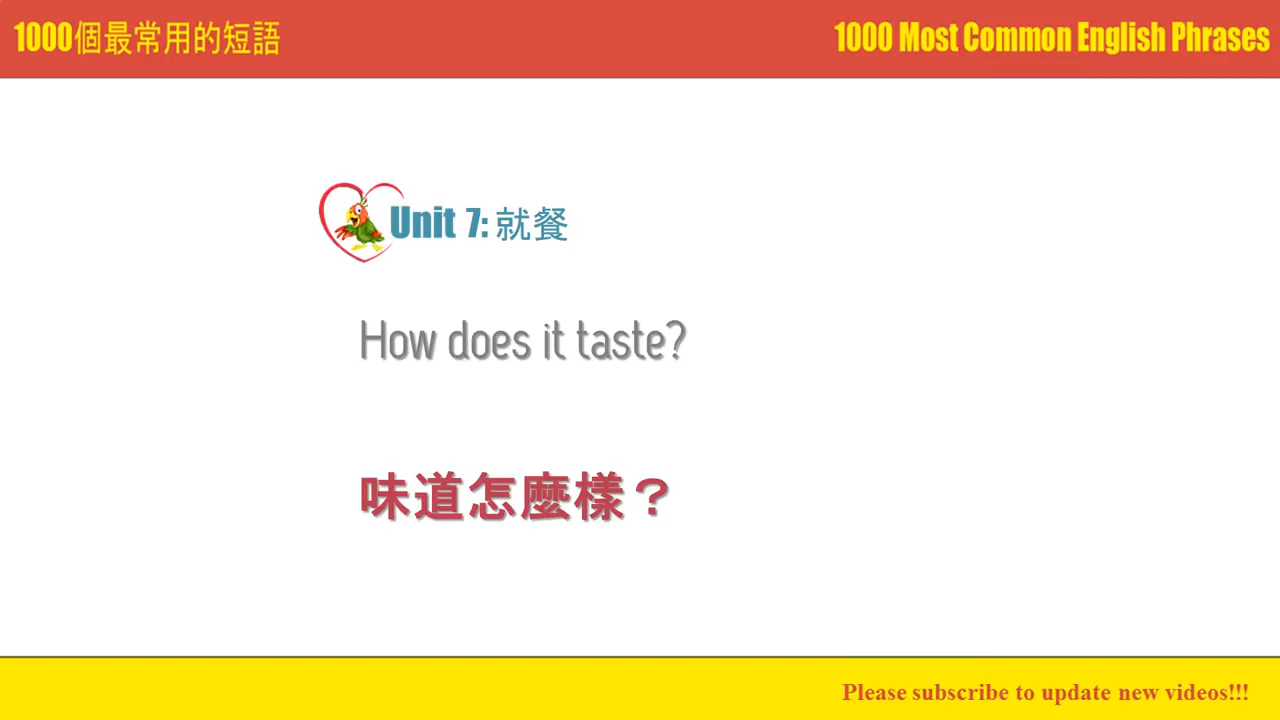 1000個最常用的短語
1000 Most Common English Phrases
Unit 7: 就餐
How does it taste?
味道怎麼樣？
Please subscribe to update new videos!!!